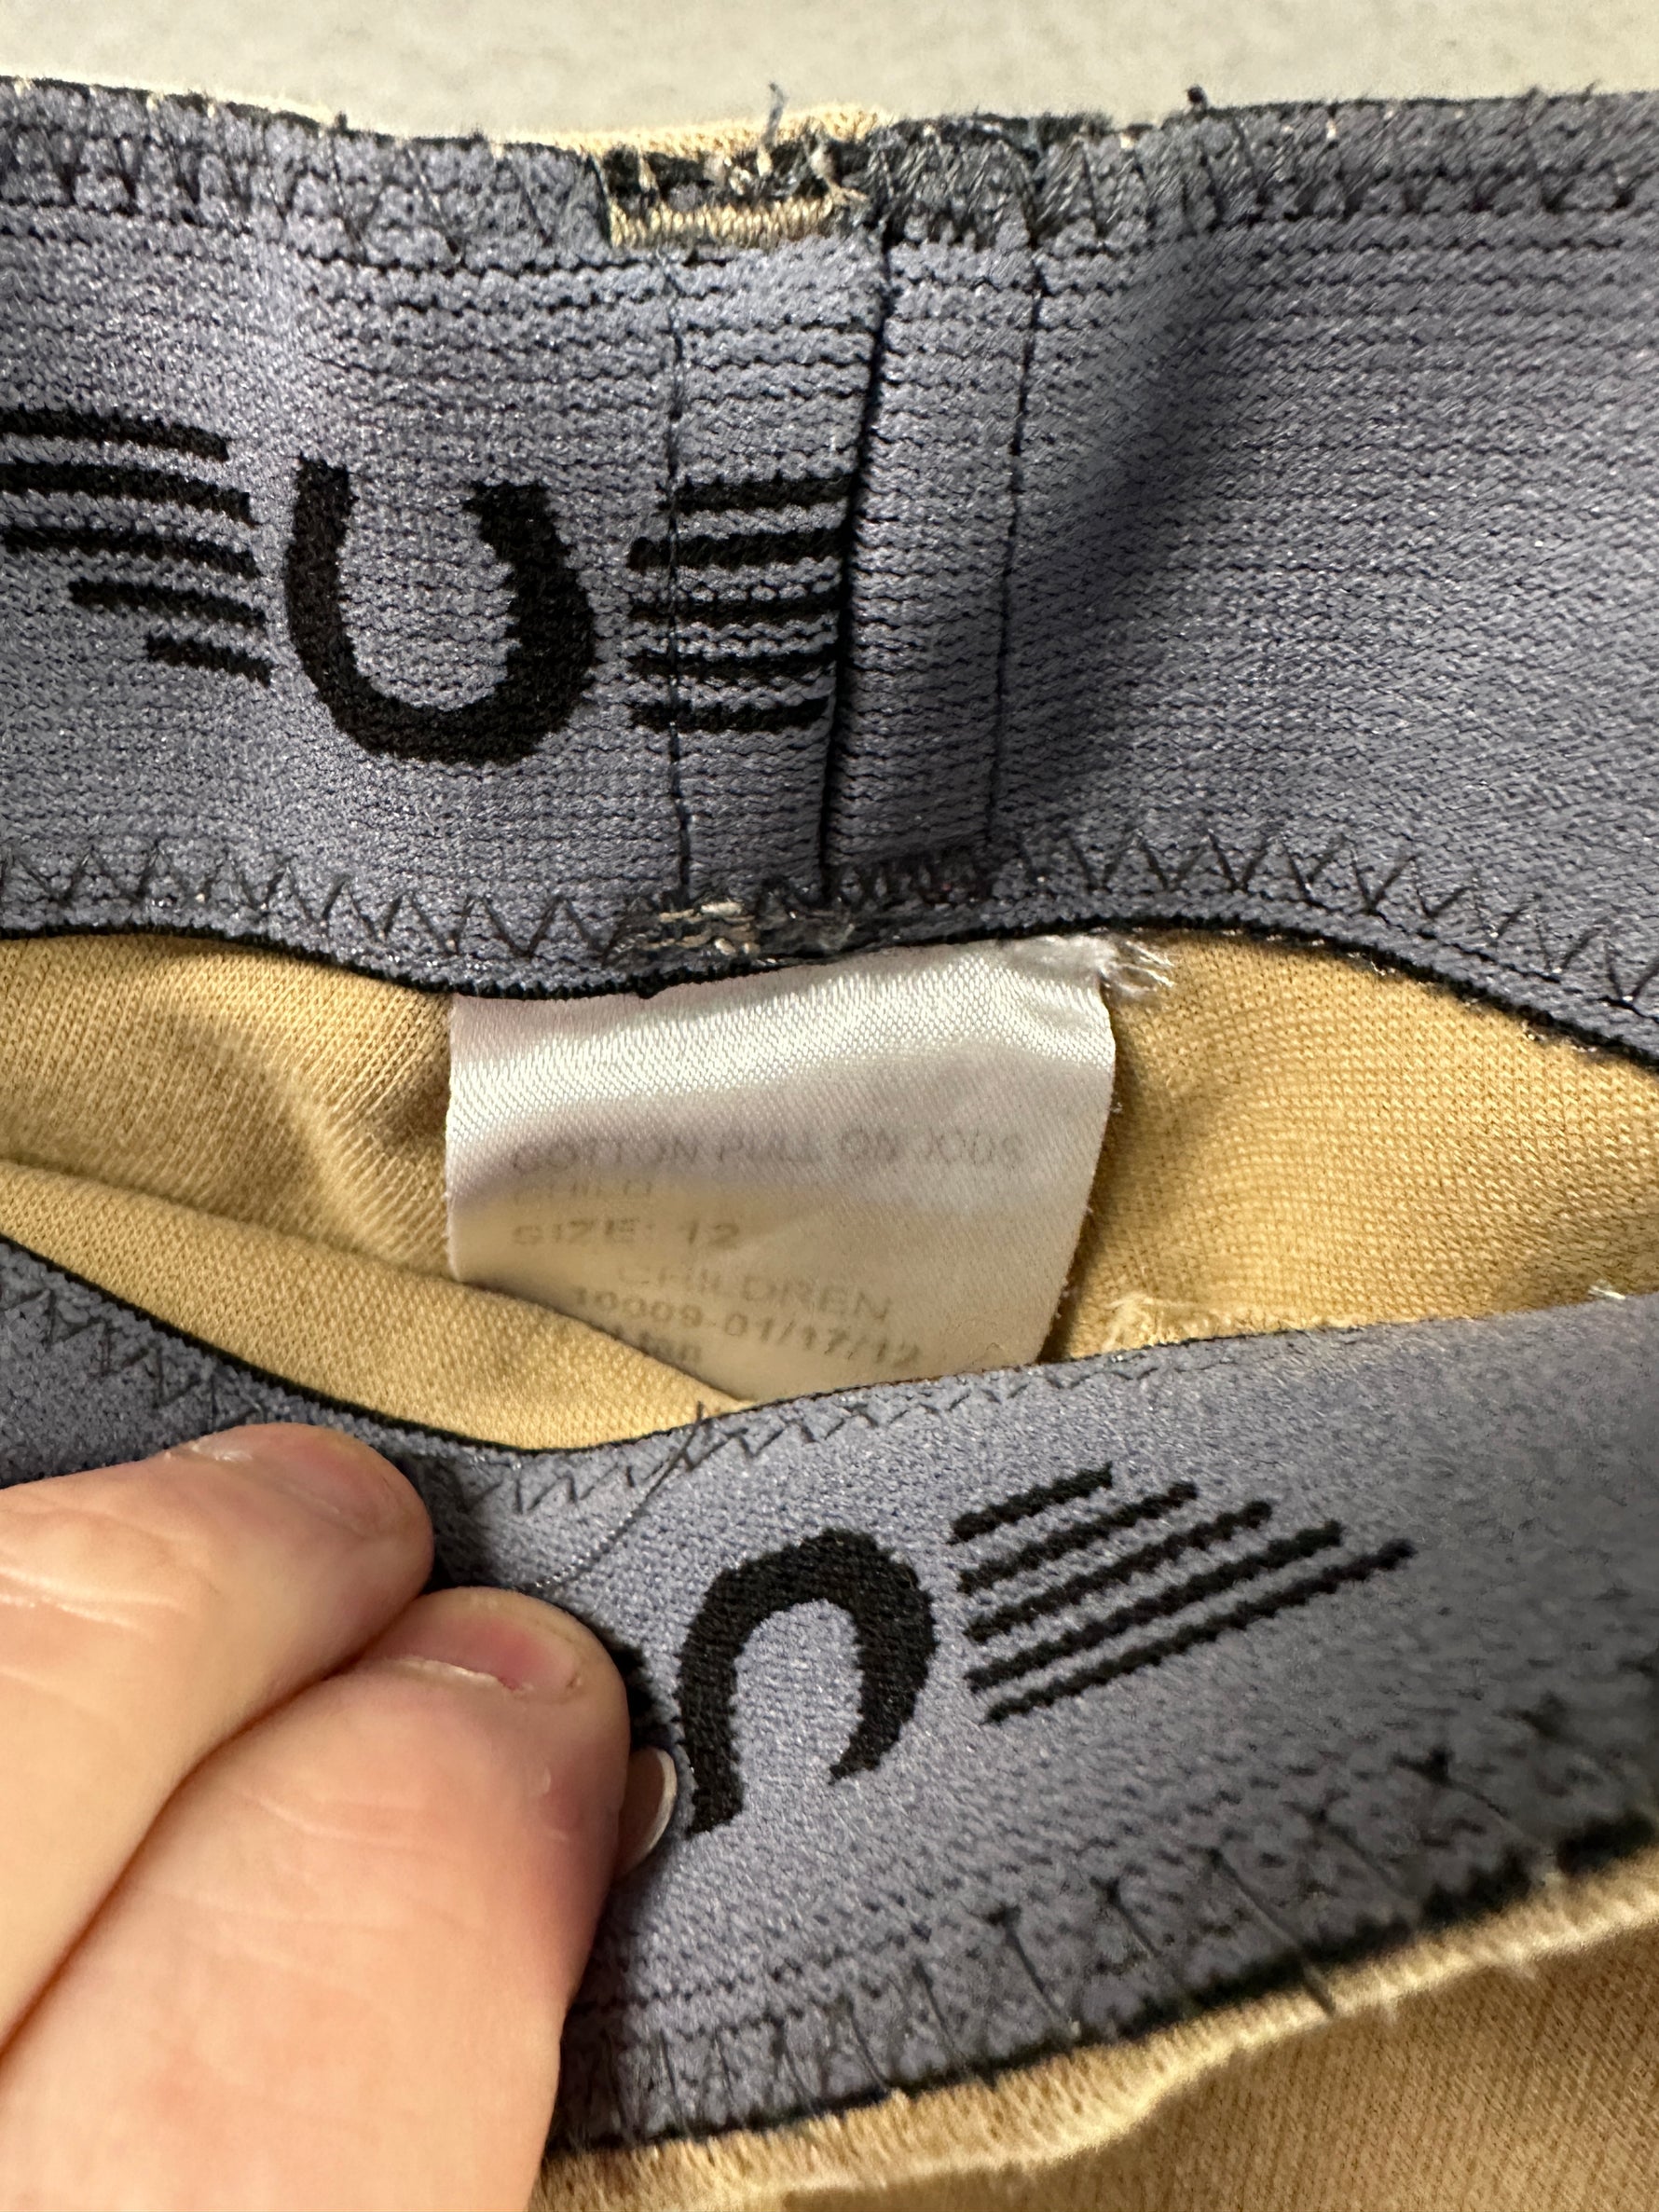 COTTON PULL ON JODS
CHILD
SIZE: 12
CHILDREN
10009-01/17/12